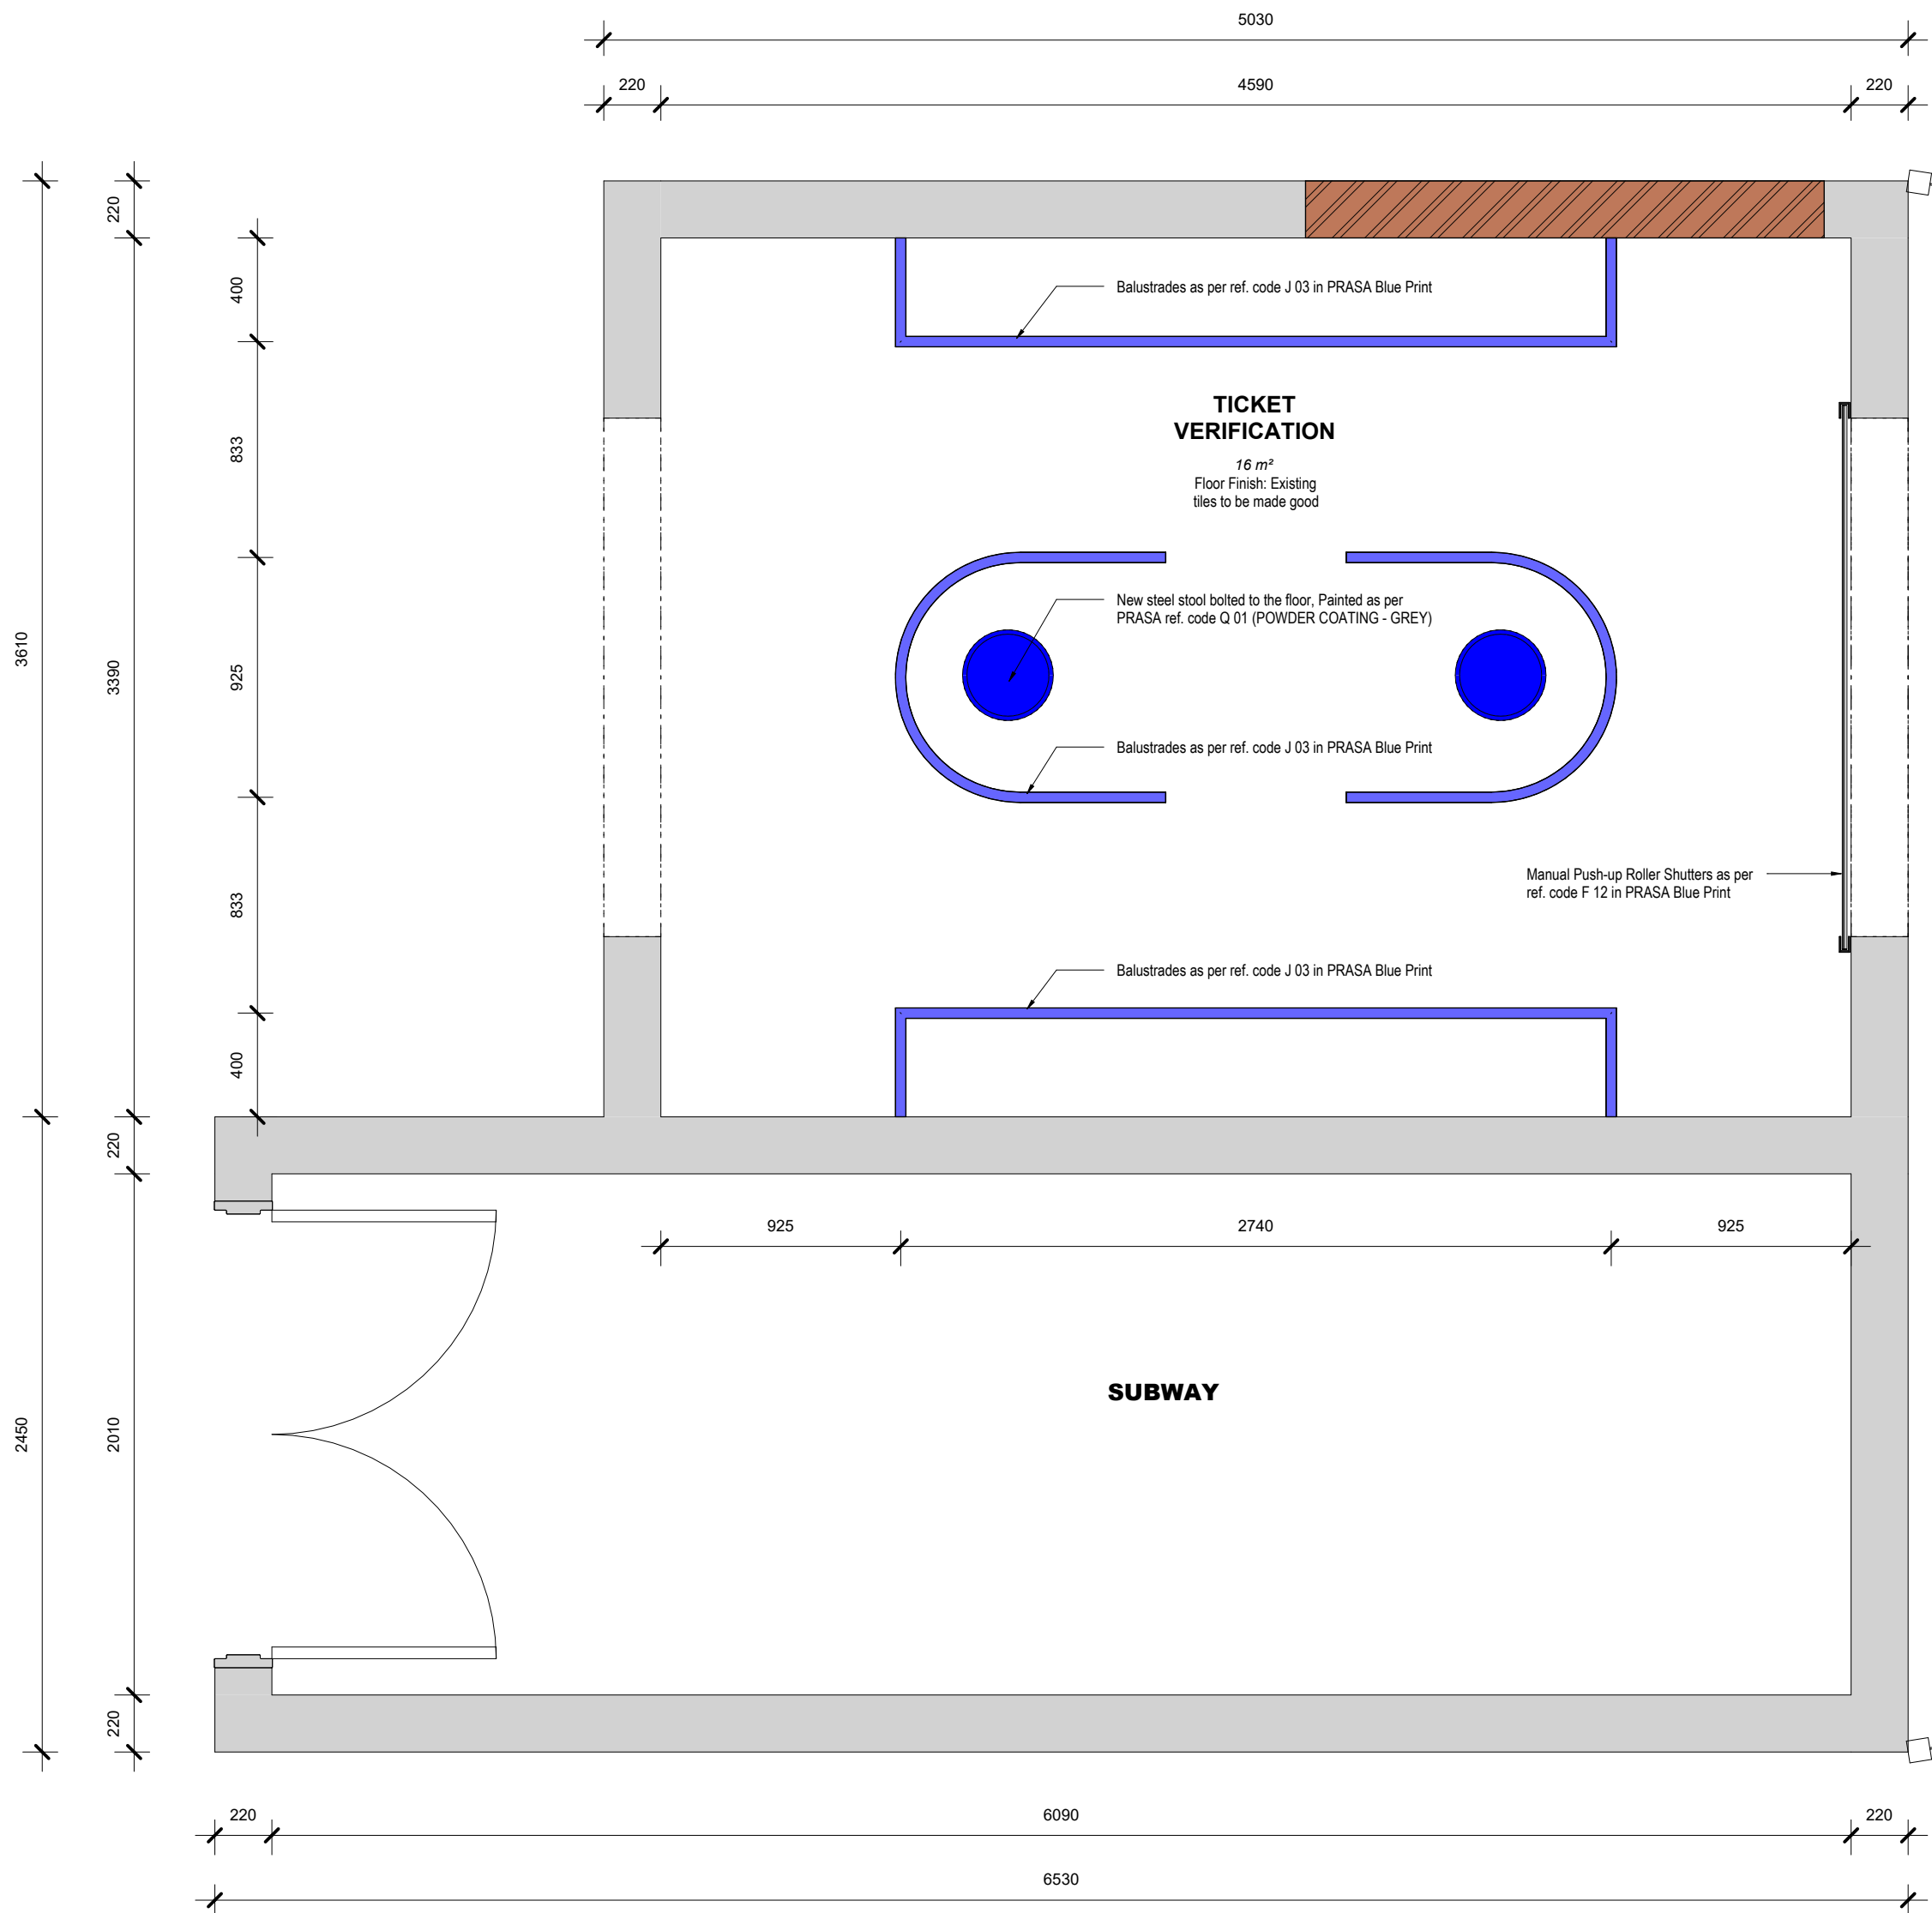 5030
220
4590
220
220
400
833
925
833
400
3610
3390
220
2450
2010
220
Balustrades as per ref. code J 03 in PRASA Blue Print
TICKET
VERIFICATION
16 m²
Floor Finish: Existing
tiles to be made good
New steel stool bolted to the floor, Painted as per
PRASA ref. code Q 01 (POWDER COATING - GREY)
Balustrades as per ref. code J 03 in PRASA Blue Print
Manual Push-up Roller Shutters as per
ref. code F 12 in PRASA Blue Print
Balustrades as per ref. code J 03 in PRASA Blue Print
925
2740
925
SUBWAY
220
6090
220
6530